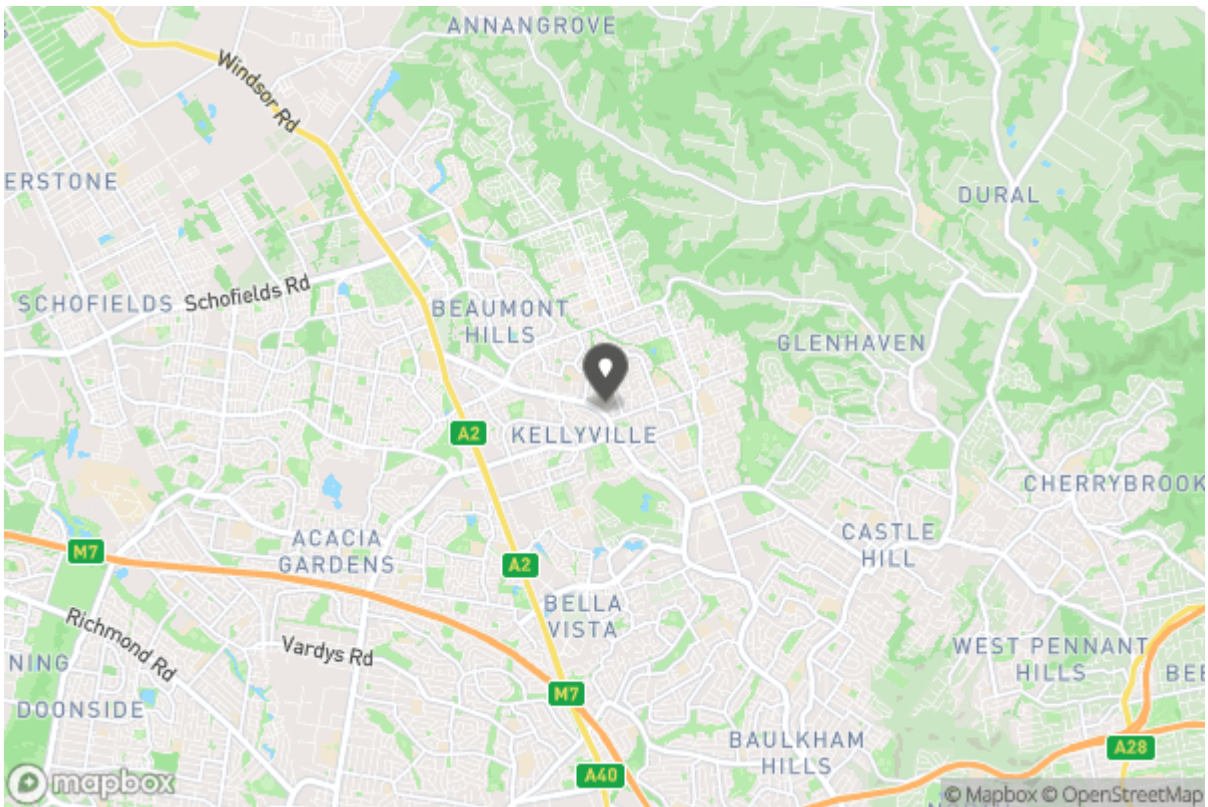 ANNANGROVE
Windsor Rd
ERSTONE
DURAL
SCHOFIELDS
Schofields Rd
BEAUMONT
HILLS
GLENHAVEN
A2
KELLYVILLE
CHERRYBROOK
ACACIA
GARDENS
CASTLE
HILL
M7
A2
BELLA
VISTA
Richmond Rd
Vardys Rd
WEST PENNANT
HILLS
NING
BEE
M7
DOONSIDE
BAULKHAM
HILLS
A28
A40
mapbox
© Mapbox © OpenStreetMap